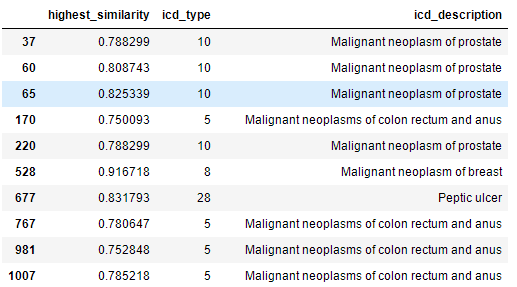 highest_similarity icd_type icd_description
37 0.788299 10 Malignant neoplasm of prostate
60 0.808743 10 Malignant neoplasm of prostate
65 0.825339 10 Malignant neoplasm of prostate
170 0.750093 5 Malignant neoplasms of colon rectum and anus
220 0.788299 10 Malignant neoplasm of prostate
528 0.916718 8 Malignant neoplasm of breast
677 0.831793 28 Peptic ulcer
767 0.780647 5 Malignant neoplasms of colon rectum and anus
981 0.752848 5 Malignant neoplasms of colon rectum and anus
1007 0.785218 5 Malignant neoplasms of colon rectum and anus